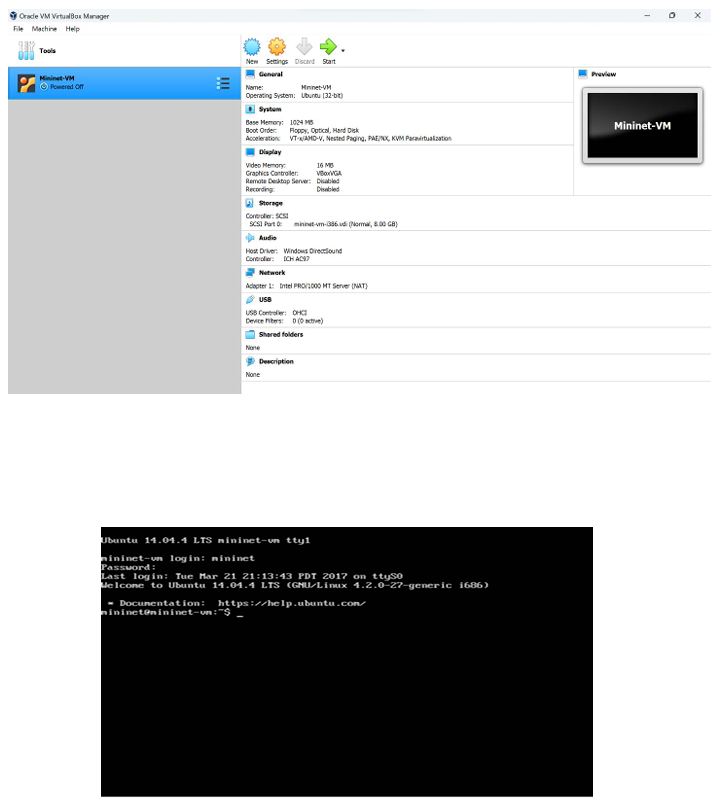 Oracle VM VirtualBox Manager
File Machine Help
Tools
New Settings Discard Start
Mininet-VM
Powered Off
General
Name: Mininet-VM
Operating System: Ubuntu (32-bit)
System
Base Memory: 1024 MB
Boot Order: Floppy, Optical, Hard Disk
Acceleration: VT-x/AMD-V, Nested Paging, PAE/NX, KVM Paravirtualization
Display
Video Memory: 16 MB
Graphics Controller: VBoxVGA
Remote Desktop Server: Disabled
Recording: Disabled
Storage
Controller: SCSI
SCSI Port 0: mininet-vm-i386.vdi (Normal, 8.00 GB)
Audio
Host Driver: Windows DirectSound
Controller: ICH AC97
Network
Adapter 1: Intel PRO/1000 MT Server (NAT)
USB
USB Controller: OHCI
Device Filters: 0 (0 active)
Shared folders
None
Description
None
Preview
Mininet-VM
Ubuntu 14.04.4 LTS mininet-vm tty1
mininet-vm login: mininet
Password:
Last login: Tue Mar 21 21:13:43 PDT 2017 on ttyS0
Welcome to Ubuntu 14.04.4 LTS (GNU/Linux 4.2.0-27-generic i686)
* Documentation: https://help.ubuntu.com/
mininet@mininet-vm:~$ _